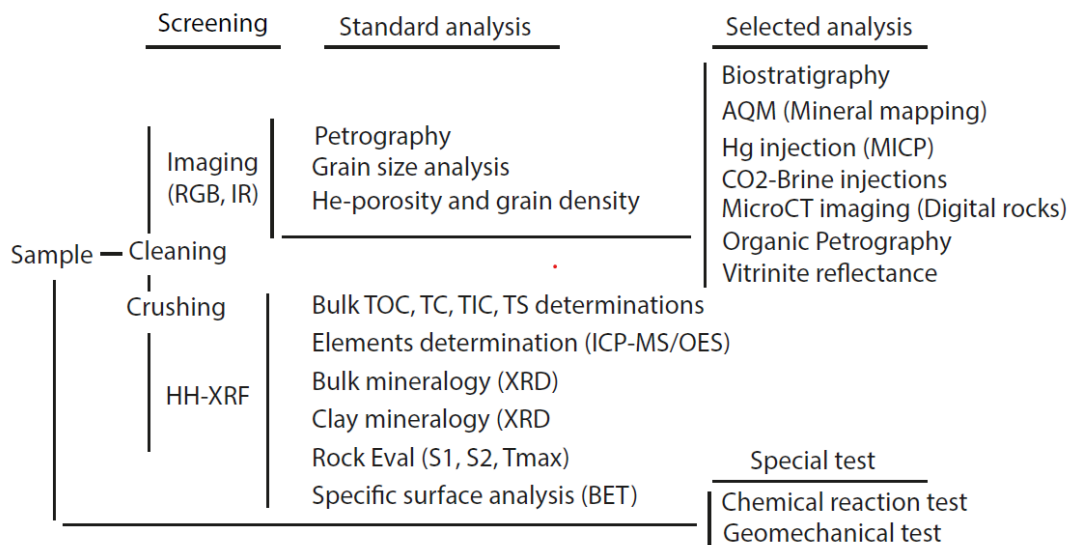 Screening
Standard analysis
Selected analysis
Imaging
(RGB, IR)
Petrography
Grain size analysis
He-porosity and grain density
Biostratigraphy
AQM (Mineral mapping)
Hg injection (MICP)
CO2-Brine injections
MicroCT imaging (Digital rocks)
Organic Petrography
Vitrinite reflectance
Sample
Cleaning
Crushing
HH-XRF
Bulk TOC, TC, TIC, TS determinations
Elements determination (ICP-MS/OES)
Bulk mineralogy (XRD)
Clay mineralogy (XRD
Rock Eval (S1, S2, Tmax)
Specific surface analysis (BET)
Special test
Chemical reaction test
Geomechanical test